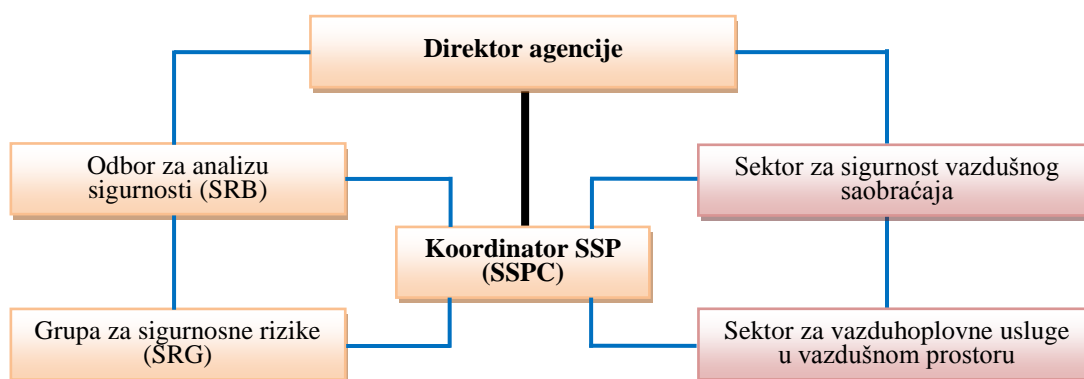 Direktor agencije
Odbor za analizu
sigurnosti (SRB)
Sektor za sigurnost vazdušnog
saobraćaja
Koordinator SSP
(SSPC)
Grupa za sigurnosne rizike
(SRG)
Sektor za vazduhoplovne usluge
u vazdušnom prostoru